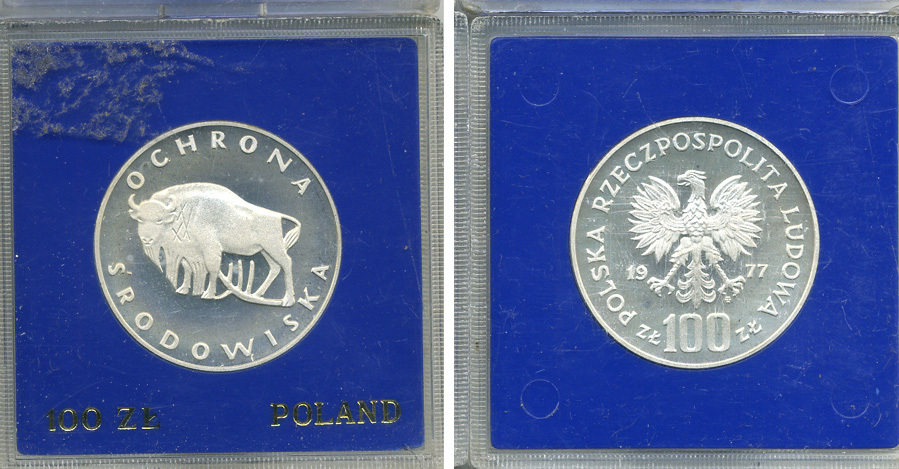 OCHRONA
ŚRODOWISKA
100 ZŁ POLAND
POLSKA RZECZPOSPOLITA LUDOWA
19 77
ZŁ 100 ZŁ